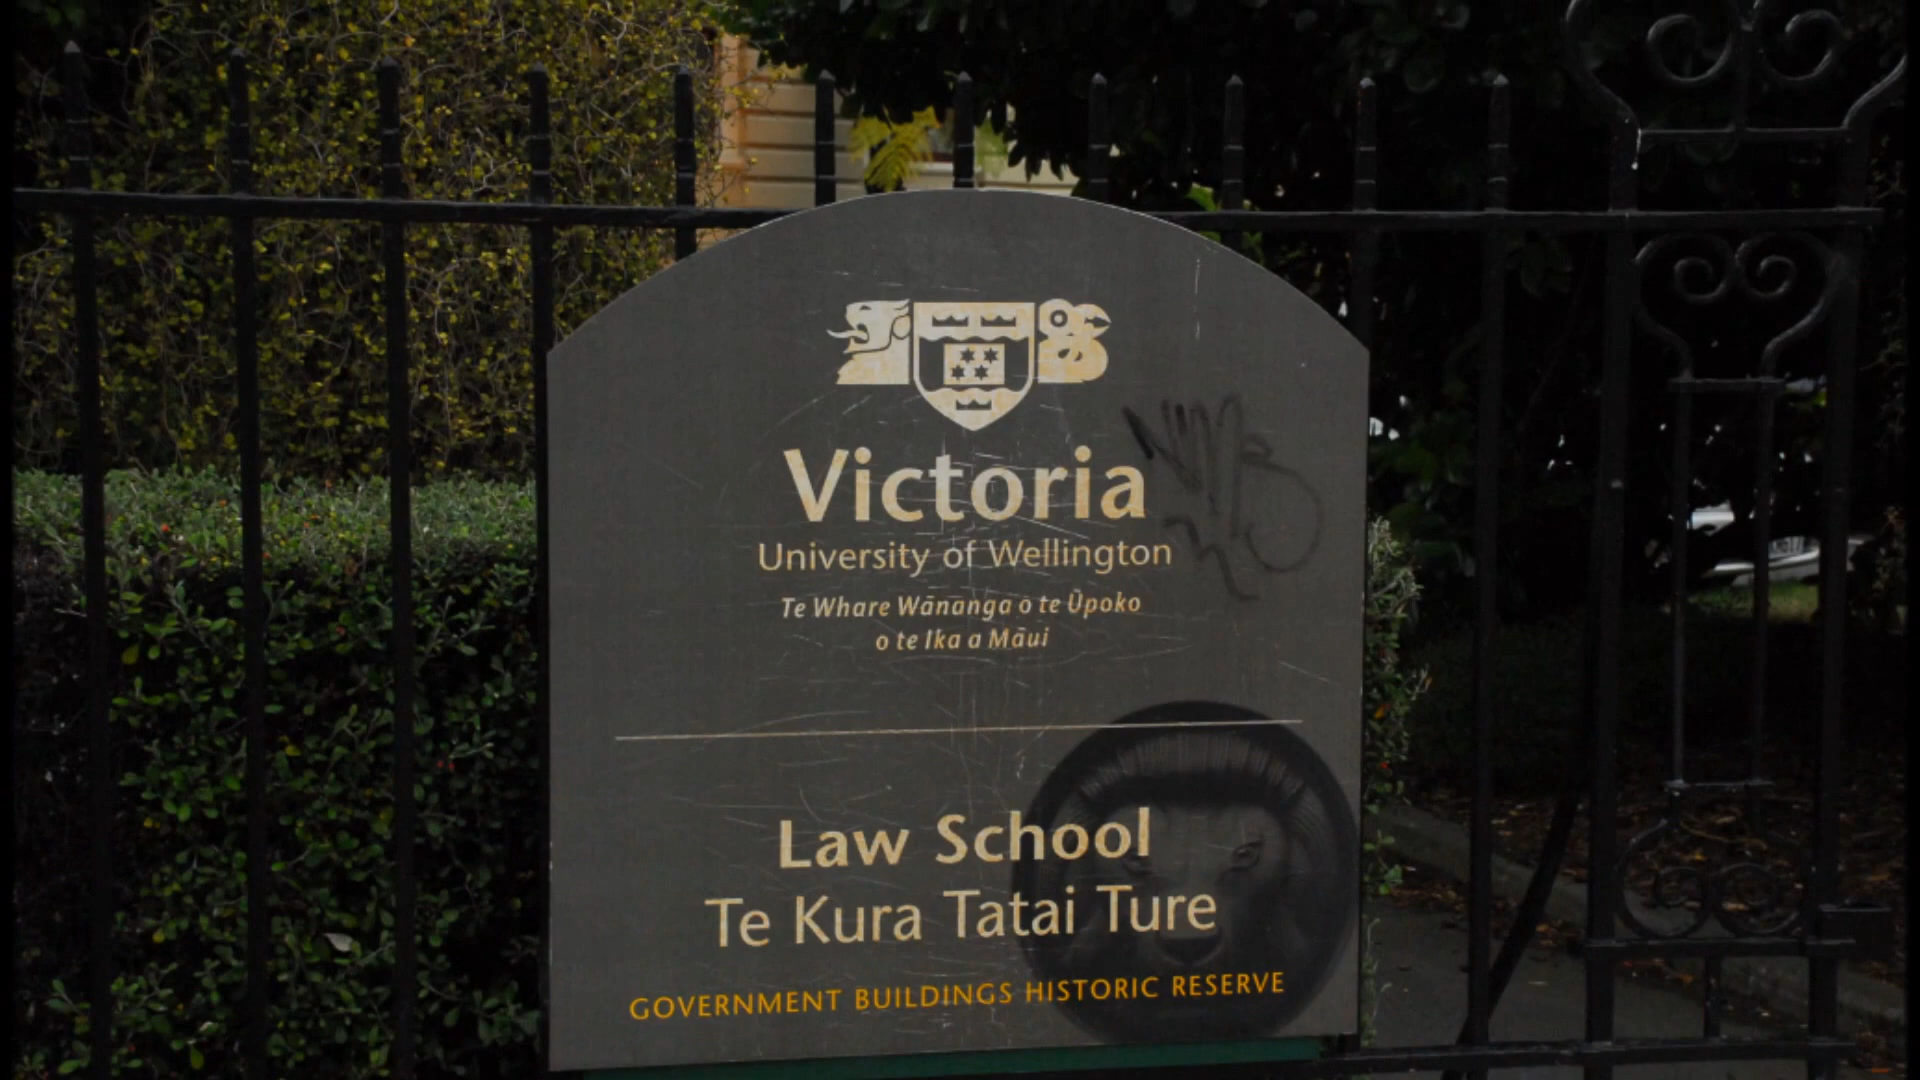 Victoria
University of Wellington
Te Whare Wānanga o te Ūpoko
o te Ika a Māui
Law School
Te Kura Tatai Ture
GOVERNMENT BUILDINGS HISTORIC RESERVE